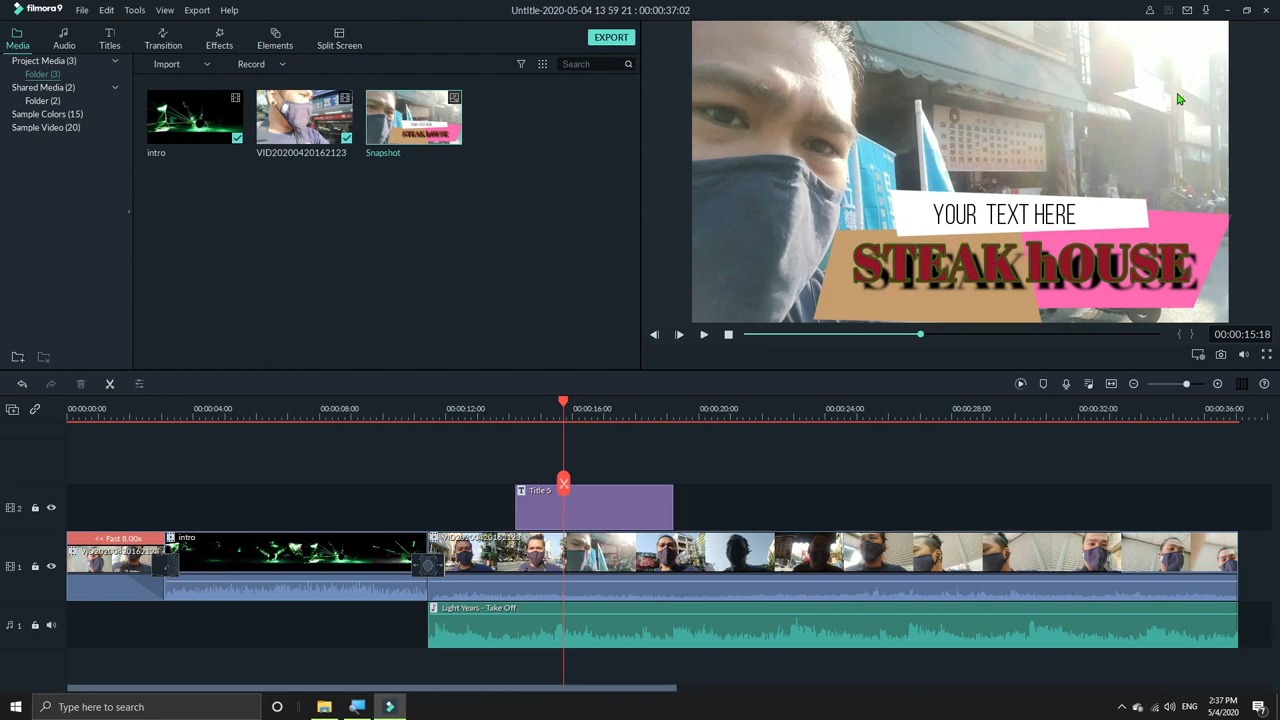 filmora9 File Edit Tools View Export Help Untitle-2020-05-04 13 59 21 : 00:00:37:02
Media Audio Titles Transition Effects Elements Split Screen EXPORT
Project Media (3)
Folder (3)
Shared Media (2)
Folder (2)
Sample Colors (15)
Sample Video (20)
Import Record Search
intro VID20200420162123 Snapshot
YOUR TEXT HERE
STEAK hOUSE
00:00:15:18
00:00:00:00 00:00:04:00 00:00:08:00 00:00:12:00 00:00:16:00 00:00:20:00 00:00:24:00 00:00:28:00 00:00:32:00 00:00:36:00
2 T Title 5
<< Fast 8.00x intro VID20200420162123
1
1 Light Years - Take Off
Type here to search ENG 2:37 PM
5/4/2020